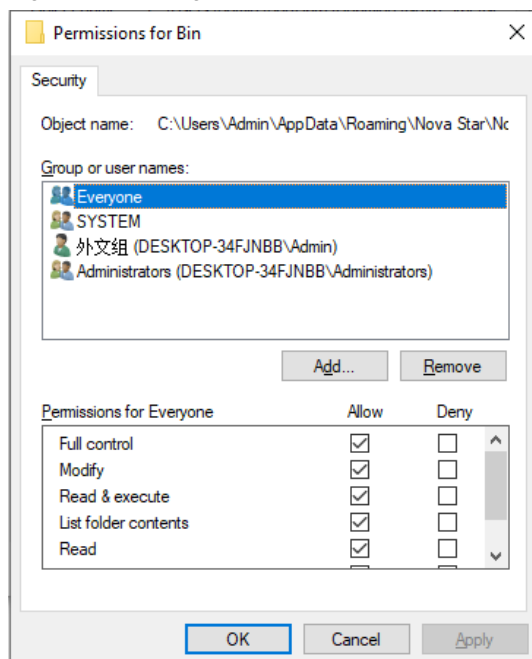 Permissions for Bin
Security
Object name: C:\Users\Admin\AppData\Roaming\Nova Star\Nc
Group or user names:
Everyone
SYSTEM
外文组 (DESKTOP-34FJNBB\Admin)
Administrators (DESKTOP-34FJNBB\Administrators)
Add... Remove
Permissions for Everyone Allow Deny
Full control
Modify
Read & execute
List folder contents
Read
OK Cancel Apply